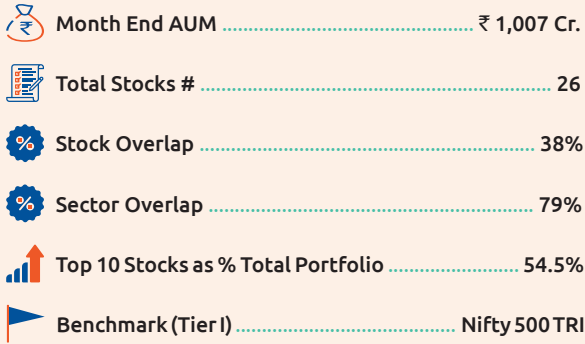 Month End AUM ........................................ ₹ 1,007 Cr.
Total Stocks # ............................................................ 26
Stock Overlap .......................................................... 38%
Sector Overlap ........................................................ 79%
Top 10 Stocks as % Total Portfolio ...................... 54.5%
Benchmark (Tier I) .................................... Nifty 500 TRI